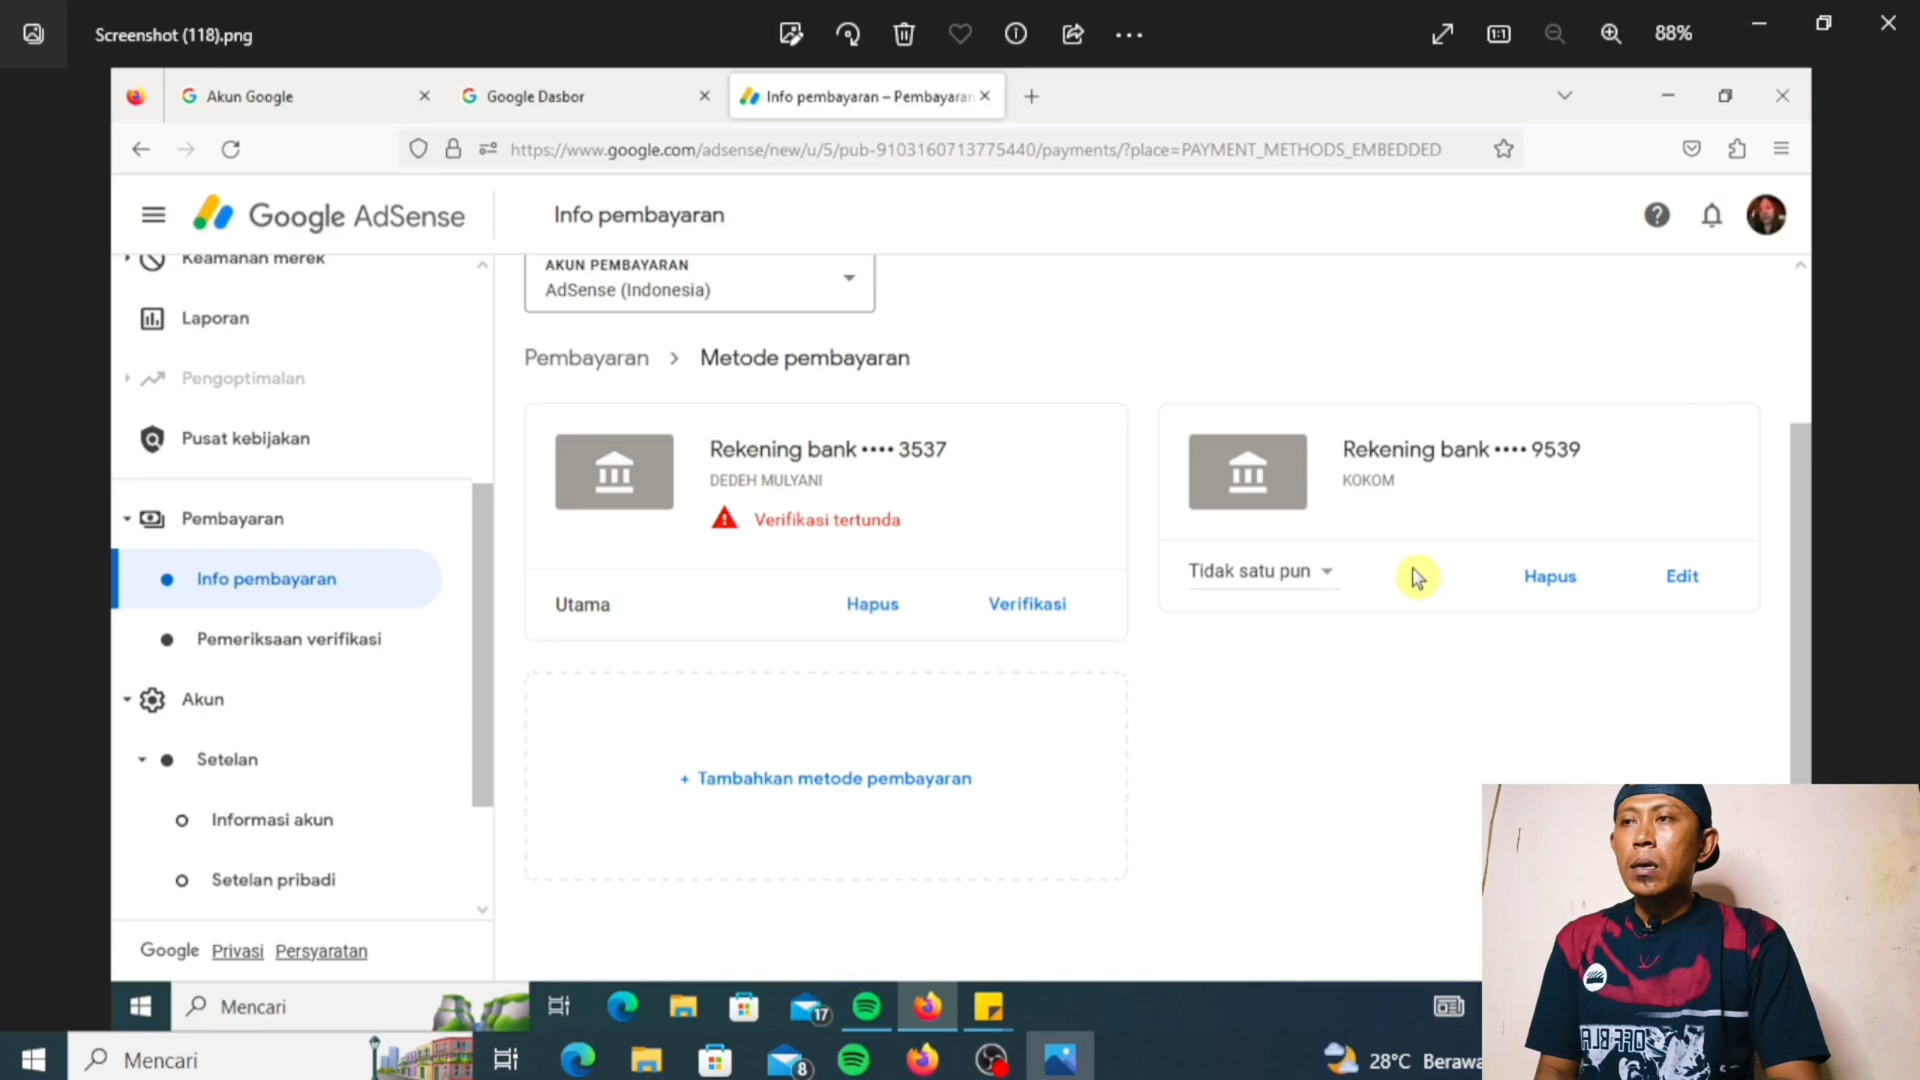 Screenshot (118).png
88%
Akun Google
Google Dasbor
Info pembayaran – Pembayaran
https://www.google.com/adsense/new/u/5/pub-9103160713775440/payments/?place=PAYMENT_METHODS_EMBEDDED
Google AdSense
Info pembayaran
Keamanan merek
Laporan
Pengoptimalan
Pusat kebijakan
Pembayaran
Info pembayaran
Pemeriksaan verifikasi
Akun
Setelan
Informasi akun
Setelan pribadi
Google Privasi Persyaratan
AKUN PEMBAYARAN
AdSense (Indonesia)
Pembayaran > Metode pembayaran
Rekening bank •••• 3537
DEDEH MULYANI
Verifikasi tertunda
Utama
Hapus
Verifikasi
Rekening bank •••• 9539
KOKOM
Tidak satu pun
Hapus
Edit
+ Tambahkan metode pembayaran
Mencari
17
Mencari
8
28°C Berawa